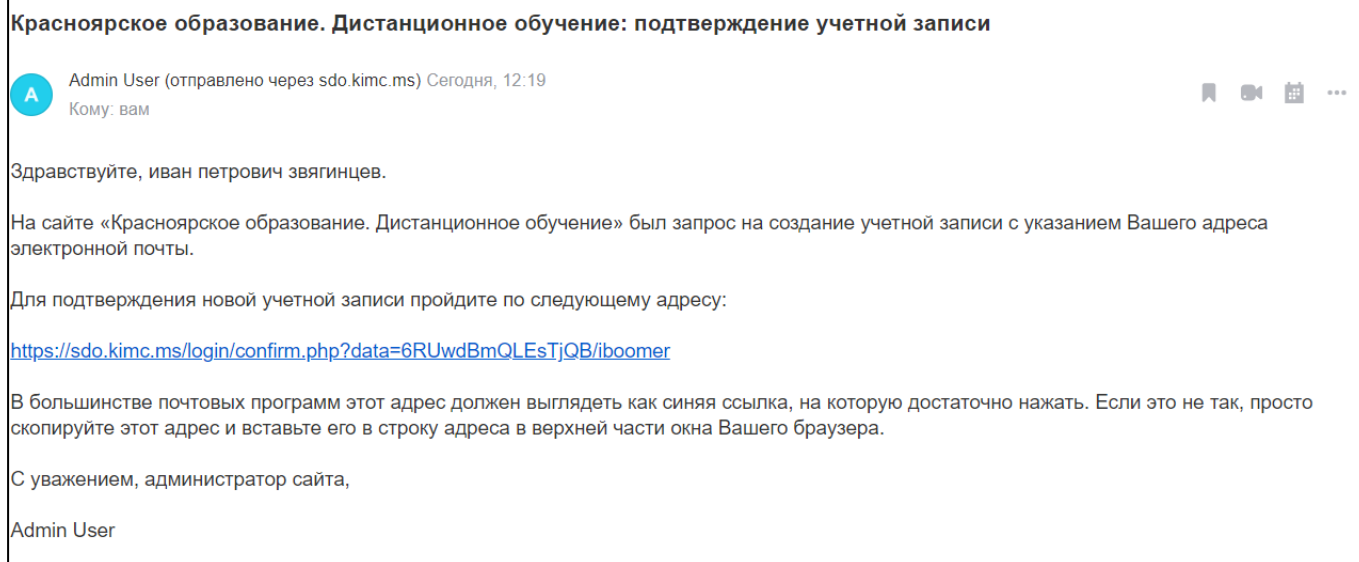 Красноярское образование. Дистанционное обучение: подтверждение учетной записи
A
Admin User (отправлено через sdo.kimc.ms) Сегодня, 12:19
Кому: вам
Здравствуйте, иван петрович звягинцев.
На сайте «Красноярское образование. Дистанционное обучение» был запрос на создание учетной записи с указанием Вашего адреса
электронной почты.
Для подтверждения новой учетной записи пройдите по следующему адресу:
https://sdo.kimc.ms/login/confirm.php?data=6RUwdBmQLEsTjQB/iboomer
В большинстве почтовых программ этот адрес должен выглядеть как синяя ссылка, на которую достаточно нажать. Если это не так, просто
скопируйте этот адрес и вставьте его в строку адреса в верхней части окна Вашего браузера.
С уважением, администратор сайта,
Admin User